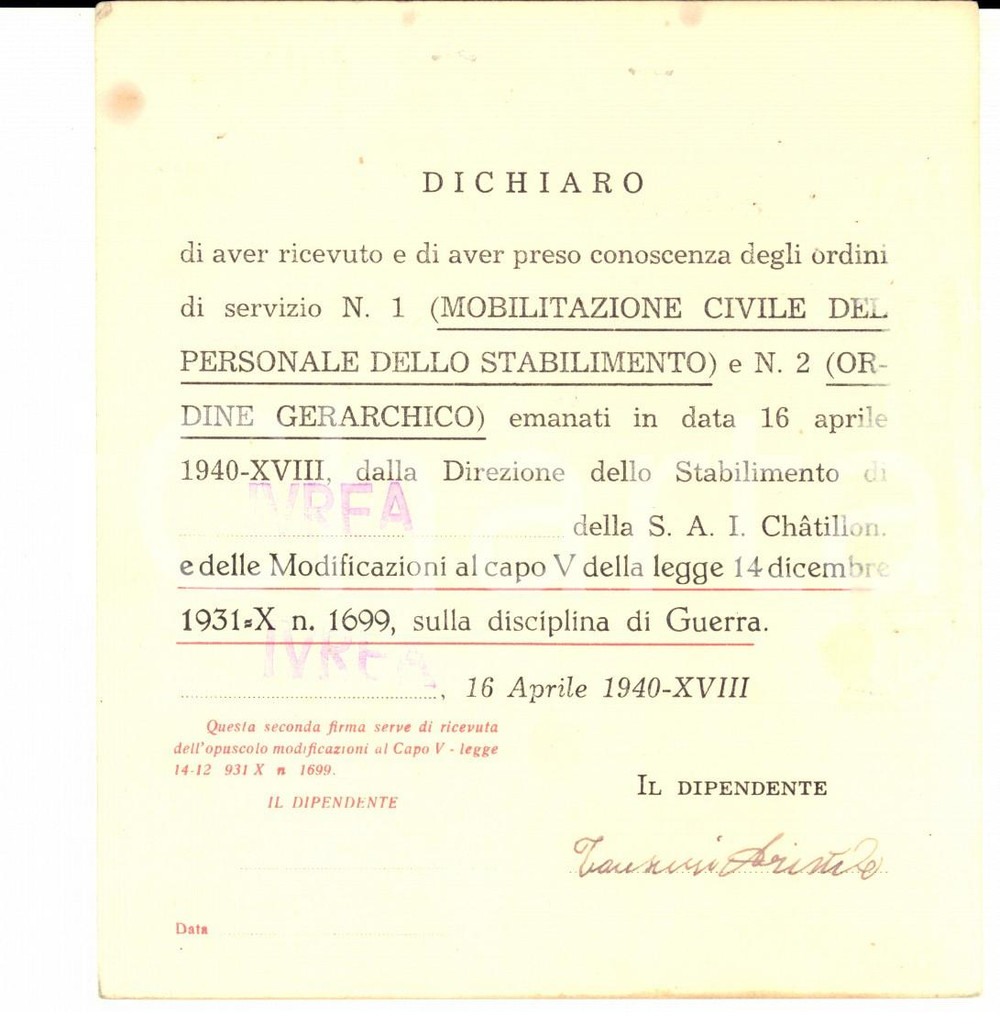 DICHIARO
di aver ricevuto e di aver preso conoscenza degli ordini
di servizio N. 1 (MOBILITAZIONE CIVILE DEL
PERSONALE DELLO STABILIMENTO) e N. 2 (OR-
DINE GERARCHICO) emanati in data 16 aprile
1940-XVIII, dalla Direzione dello Stabilimento di
IVREA della S. A. I. Châtillon.
e delle Modificazioni al capo V della legge 14 dicembre
1931=X n. 1699, sulla disciplina di Guerra.
IVREA, 16 Aprile 1940-XVIII
Questa seconda firma serve di ricevuta
dell'opuscolo modificazioni al Capo V - legge
14-12 931 X n 1699.
IL DIPENDENTE
IL DIPENDENTE
Data